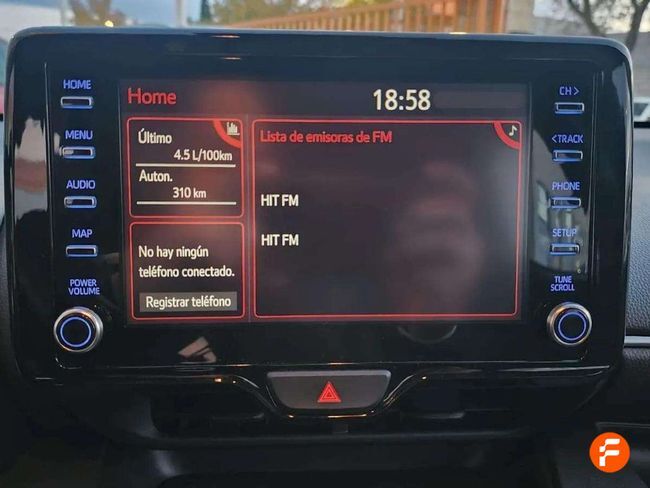 HOME
MENU
AUDIO
MAP
POWER
VOLUME
Home
18:58
Último
4.5 L/100km
Auton.
310 km
No hay ningún
teléfono conectado.
Registrar teléfono
Lista de emisoras de FM
HIT FM
HIT FM
CH >
< TRACK
PHONE
SETUP
TUNE
SCROLL